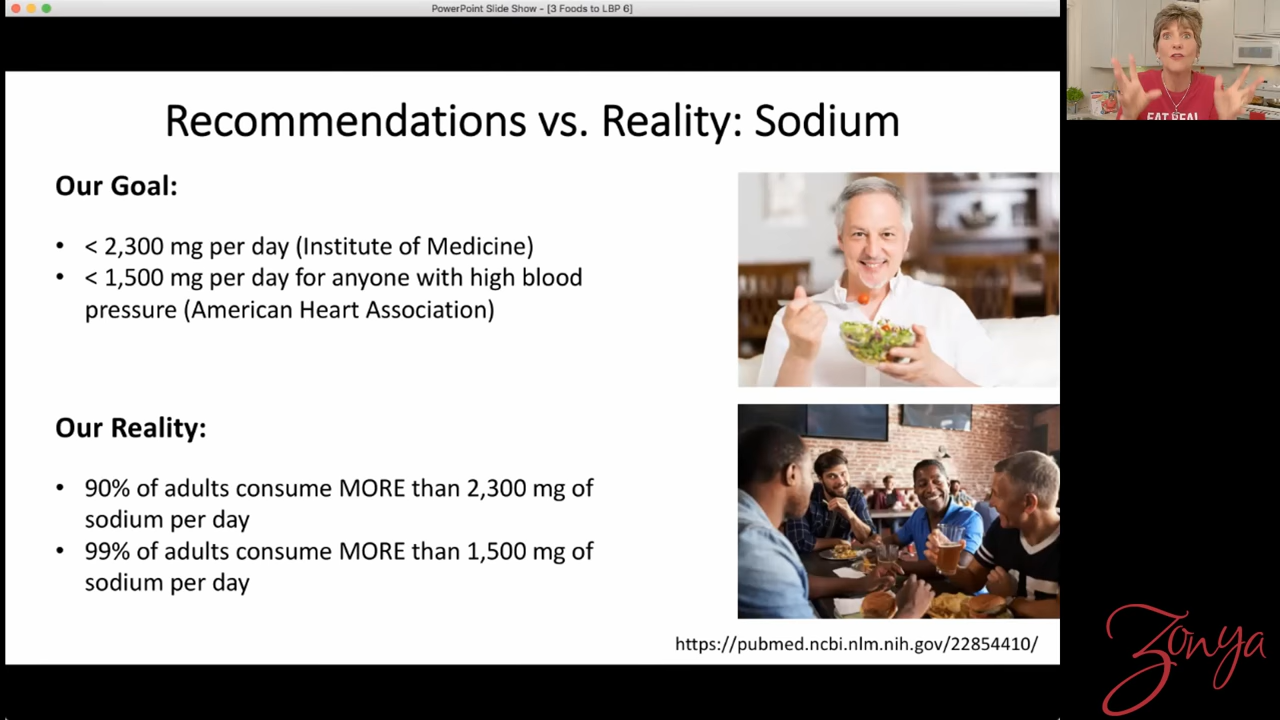 PowerPoint Slide Show - [3 Foods to LBP 6]
EAT REAL
Recommendations vs. Reality: Sodium
Our Goal:
• < 2,300 mg per day (Institute of Medicine)
• < 1,500 mg per day for anyone with high blood
pressure (American Heart Association)
Our Reality:
• 90% of adults consume MORE than 2,300 mg of
sodium per day
• 99% of adults consume MORE than 1,500 mg of
sodium per day
https://pubmed.ncbi.nlm.nih.gov/22854410/
Zonya